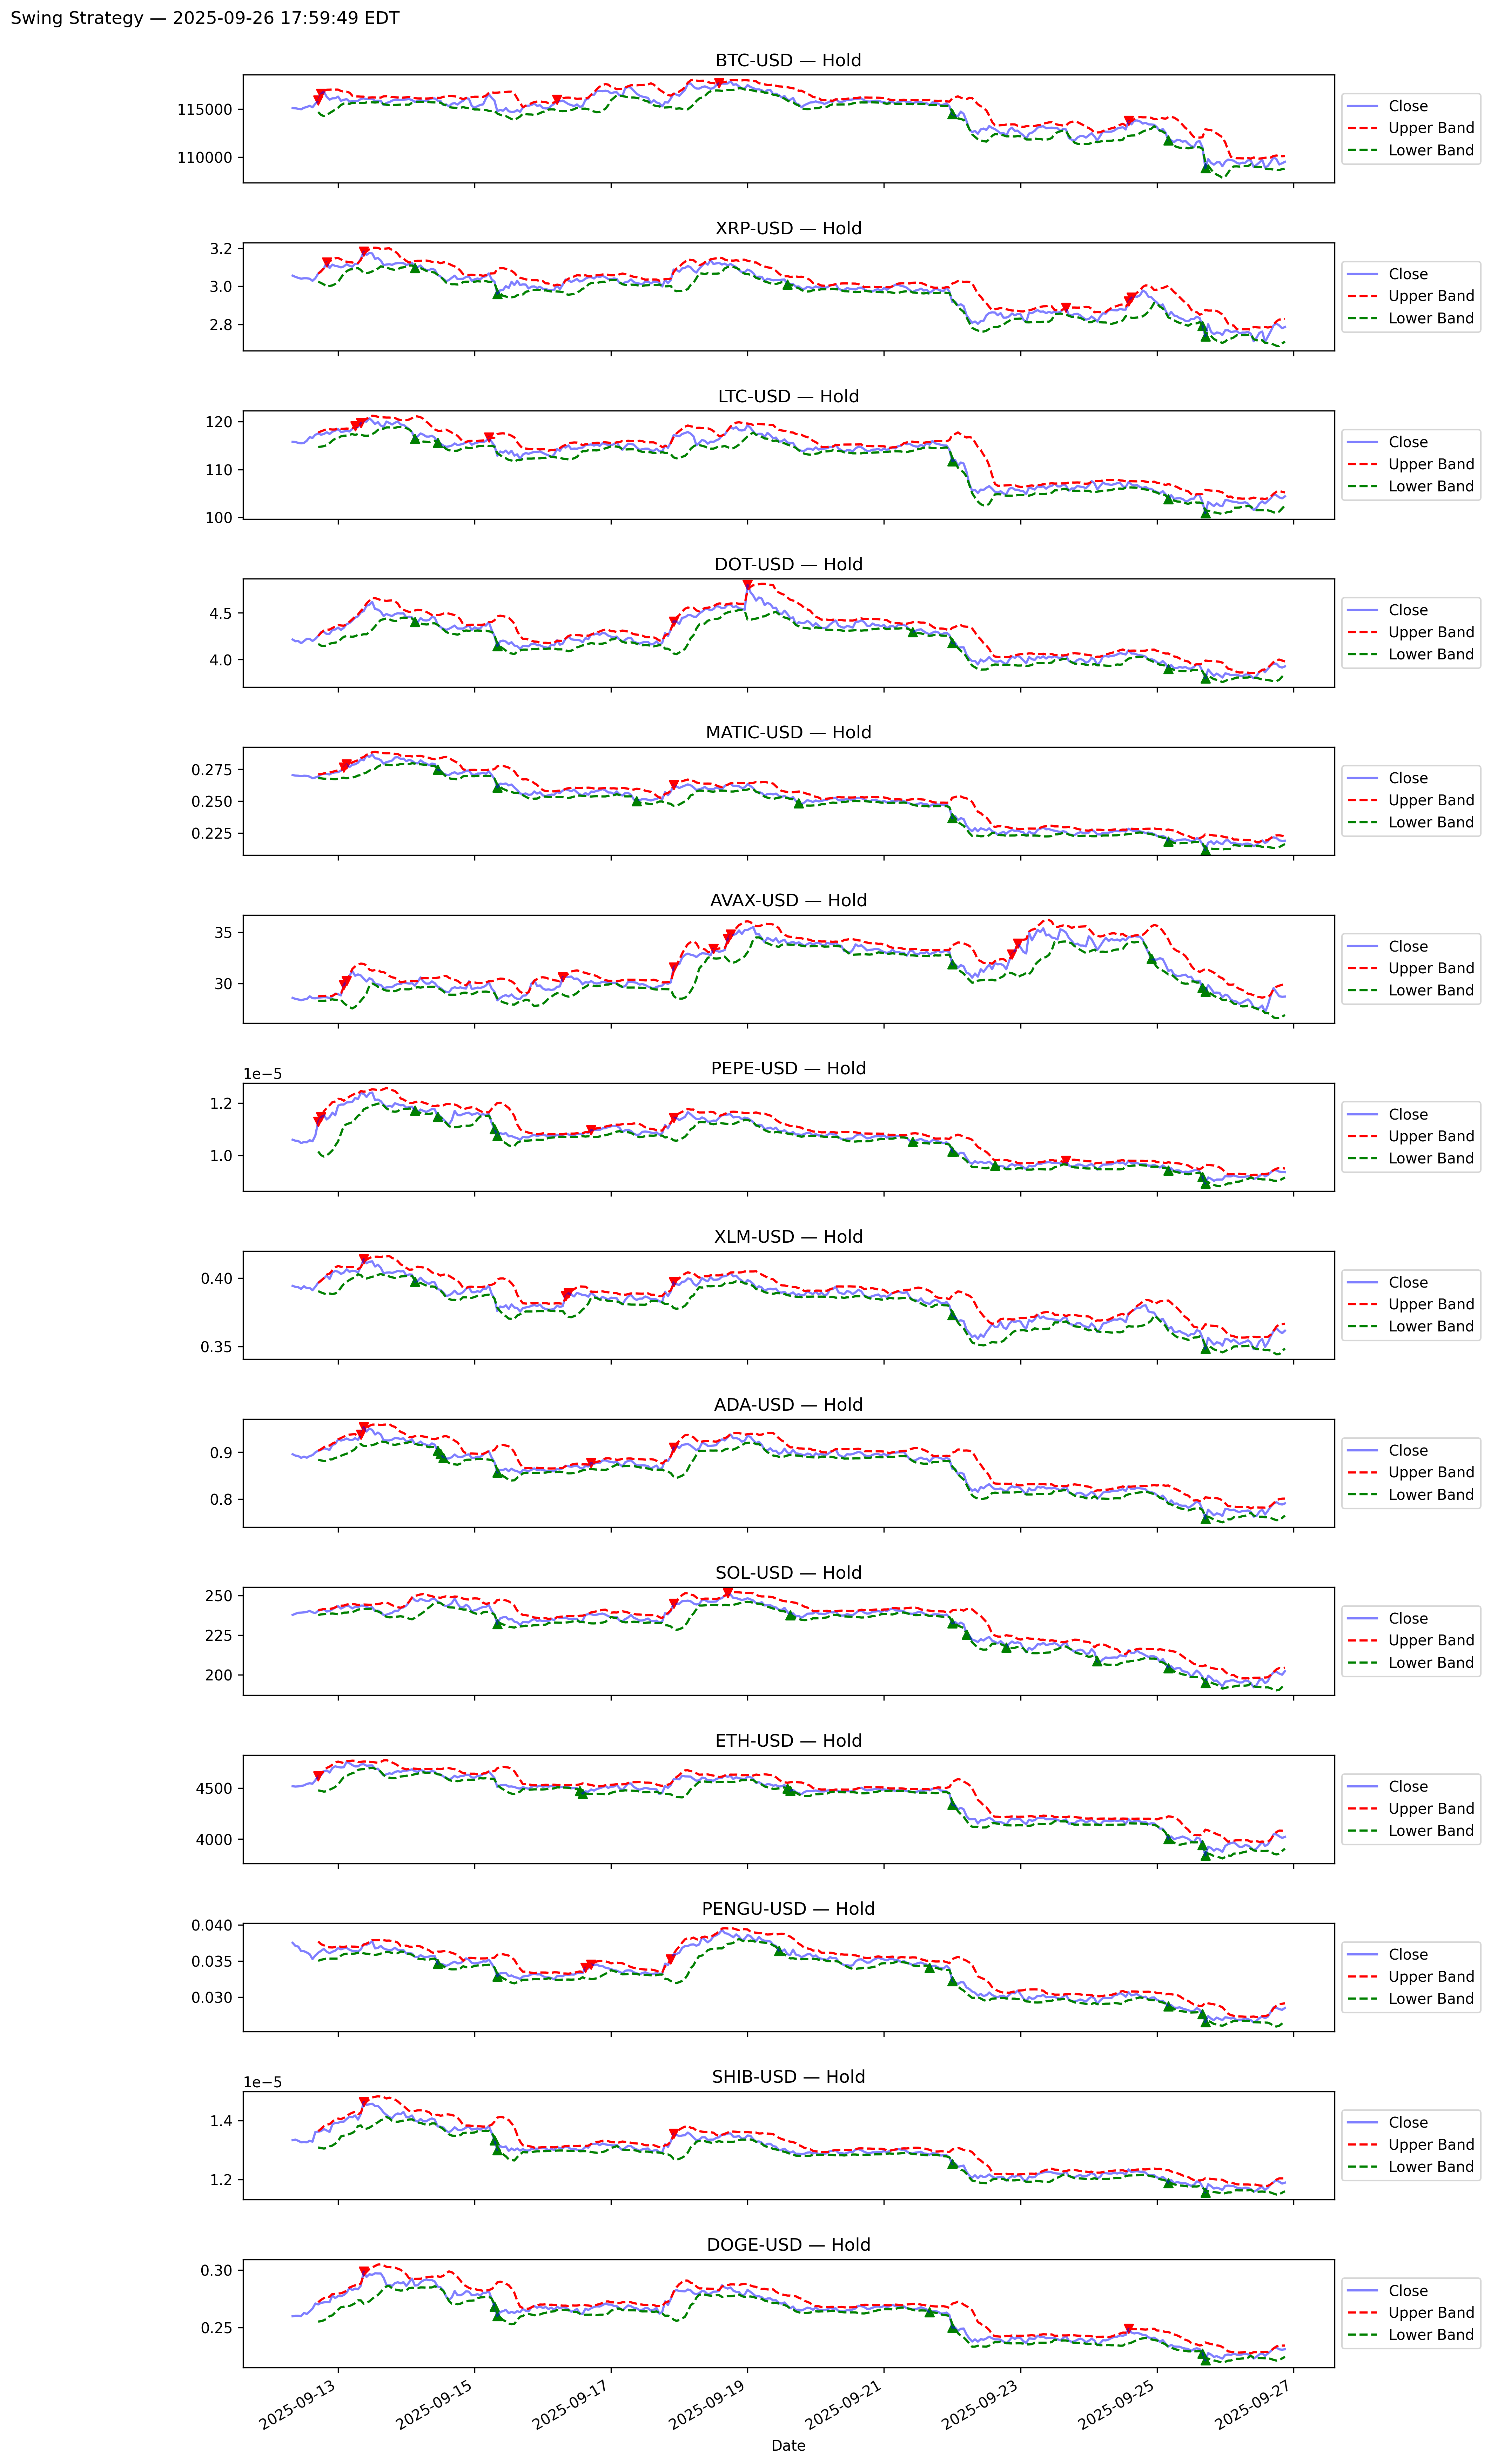 Swing Strategy — 2025-09-26 17:59:49 EDT
BTC-USD — Hold
115000
110000
Close
Upper Band
Lower Band
XRP-USD — Hold
3.2
3.0
2.8
Close
Upper Band
Lower Band
LTC-USD — Hold
120
110
100
Close
Upper Band
Lower Band
DOT-USD — Hold
4.5
4.0
Close
Upper Band
Lower Band
MATIC-USD — Hold
0.275
0.250
0.225
Close
Upper Band
Lower Band
AVAX-USD — Hold
35
30
Close
Upper Band
Lower Band
PEPE-USD — Hold
1e−5
1.2
1.0
Close
Upper Band
Lower Band
XLM-USD — Hold
0.40
0.35
Close
Upper Band
Lower Band
ADA-USD — Hold
0.9
0.8
Close
Upper Band
Lower Band
SOL-USD — Hold
250
225
200
Close
Upper Band
Lower Band
ETH-USD — Hold
4500
4000
Close
Upper Band
Lower Band
PENGU-USD — Hold
0.040
0.035
0.030
Close
Upper Band
Lower Band
SHIB-USD — Hold
1e−5
1.4
1.2
Close
Upper Band
Lower Band
DOGE-USD — Hold
0.30
0.25
Close
Upper Band
Lower Band
2025-09-13
2025-09-15
2025-09-17
2025-09-19
2025-09-21
2025-09-23
2025-09-25
2025-09-27
Date